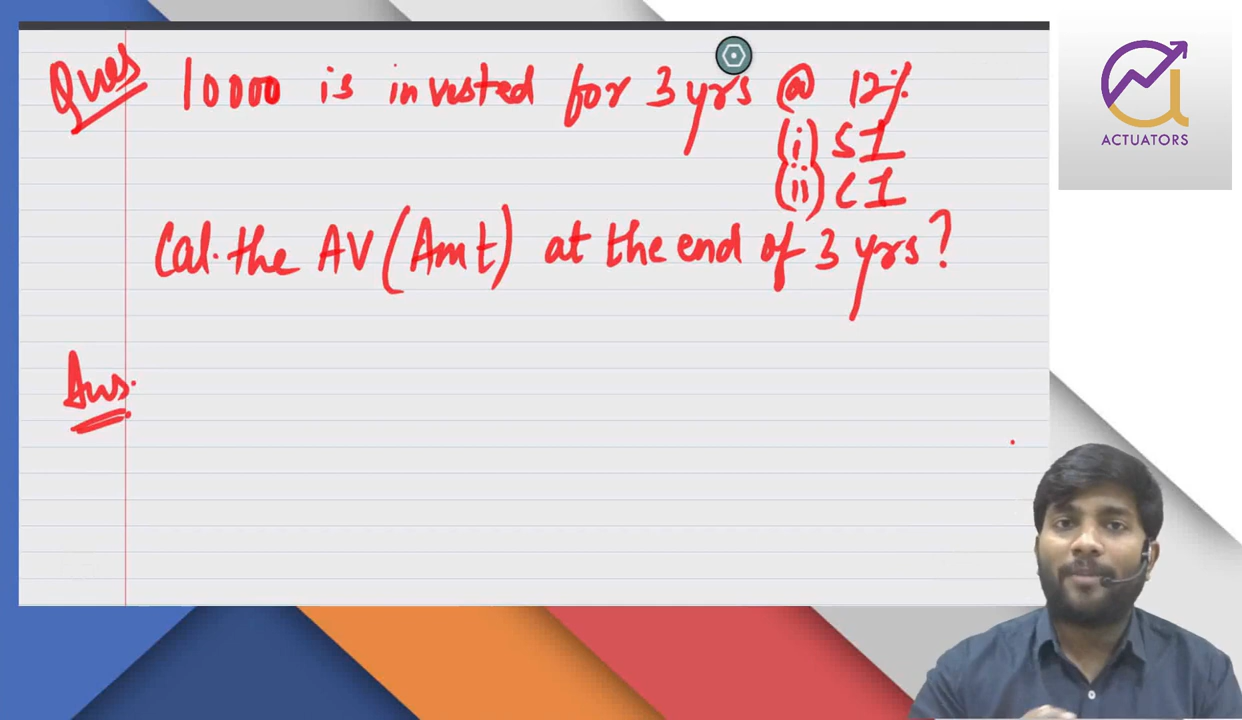 Ques 10000 is invested for 3 yrs @ 12%
(i) SI
(ii) CI
Cal. the AV (Amt) at the end of 3 yrs?
Ans.
ACTUATORS